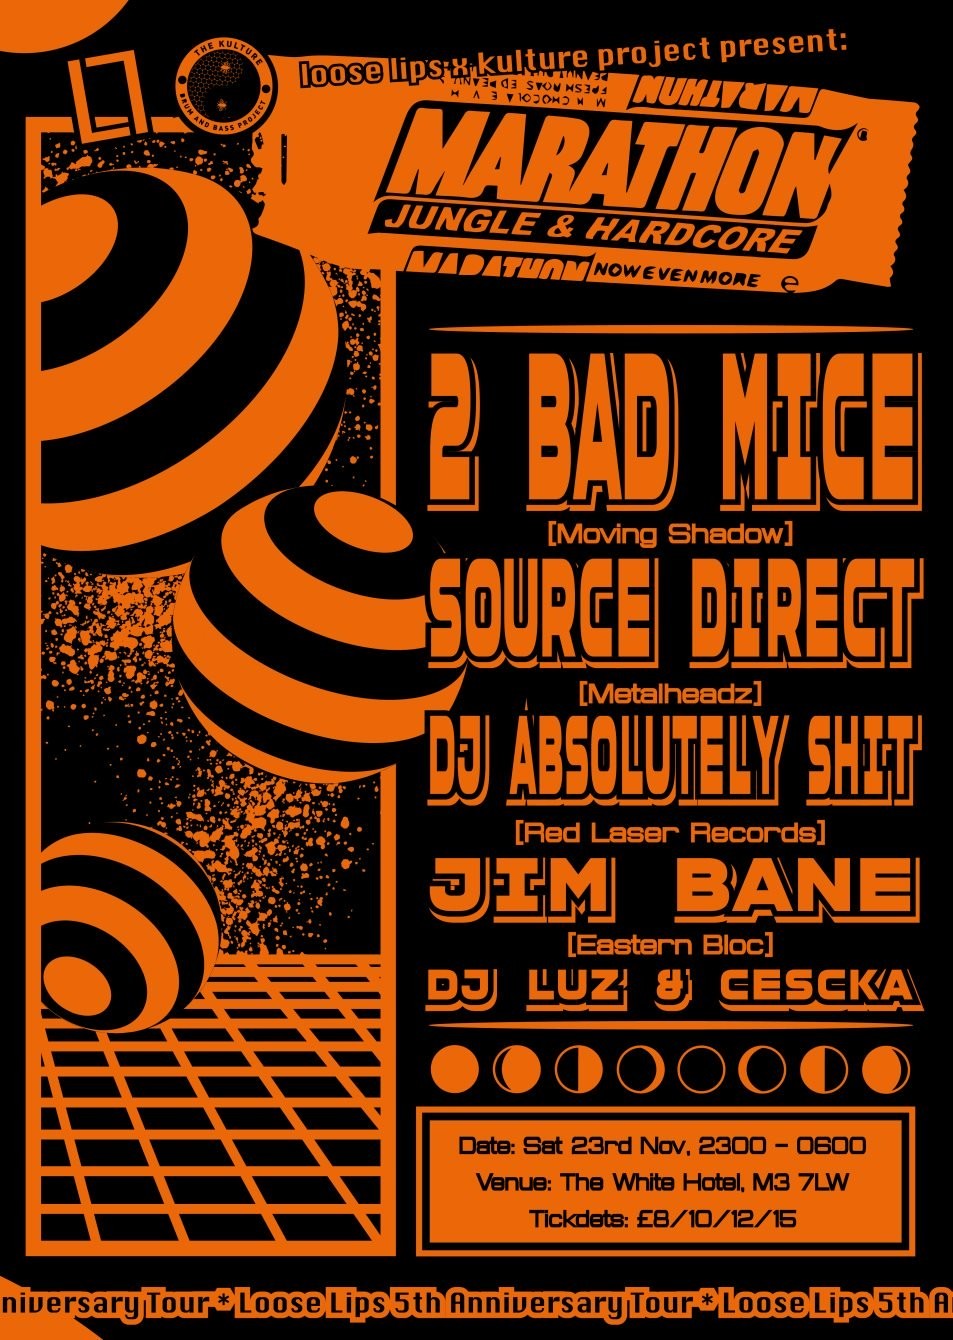 loose lips x kulture project present:
THE KULTURE
DRUM AND BASS PROJECT
MARATHON
MARATHON
JUNGLE & HARDCORE
MARATHON NOW EVEN MORE e
2 BAD MICE
[Moving Shadow]
SOURCE DIRECT
[Metalheadz]
DJ ABSOLUTELY SHIT
[Red Laser Records]
JIM BANE
[Eastern Bloc]
DJ LUZ & CESCKA
Date: Sat 23rd Nov, 2300 - 0600
Venue: The White Hotel, M3 7LW
Tickdets: £8/10/12/15
nniversary Tour * Loose Lips 5th Anniversary Tour * Loose Lips 5th A